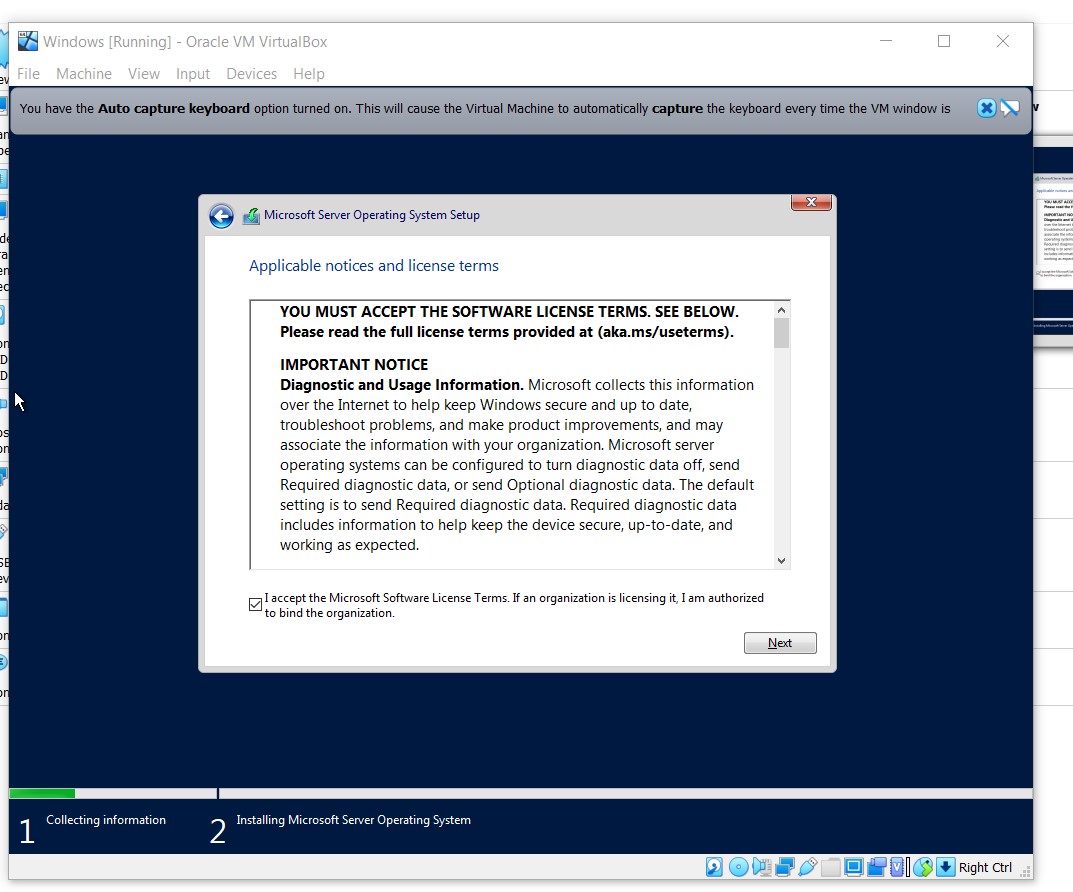 Windows [Running] - Oracle VM VirtualBox
File Machine View Input Devices Help
You have the Auto capture keyboard option turned on. This will cause the Virtual Machine to automatically capture the keyboard every time the VM window is
Microsoft Server Operating System Setup
Applicable notices and license terms
YOU MUST ACCEPT THE SOFTWARE LICENSE TERMS. SEE BELOW.
Please read the full license terms provided at (aka.ms/useterms).
IMPORTANT NOTICE
Diagnostic and Usage Information. Microsoft collects this information
over the Internet to help keep Windows secure and up to date,
troubleshoot problems, and make product improvements, and may
associate the information with your organization. Microsoft server
operating systems can be configured to turn diagnostic data off, send
Required diagnostic data, or send Optional diagnostic data. The default
setting is to send Required diagnostic data. Required diagnostic data
includes information to help keep the device secure, up-to-date, and
working as expected.
I accept the Microsoft Software License Terms. If an organization is licensing it, I am authorized
to bind the organization.
Next
1 Collecting information 2 Installing Microsoft Server Operating System
Right Ctrl